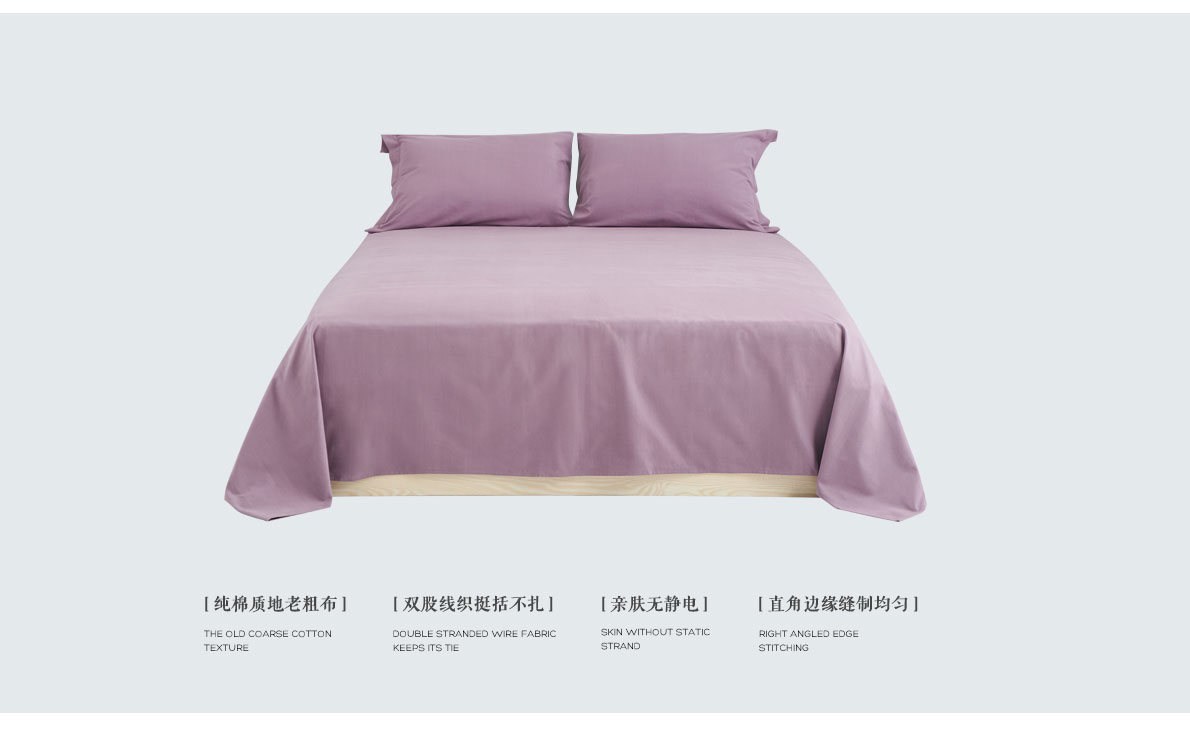 [ 纯棉质地老粗布 ]
THE OLD COARSE COTTON
TEXTURE
[ 双股线织挺括不扎 ]
DOUBLE STRANDED WIRE FABRIC
KEEPS ITS TIE
[ 亲肤无静电 ]
SKIN WITHOUT STATIC
STRAND
[ 直角边缘缝制均匀 ]
RIGHT ANGLED EDGE
STITCHING